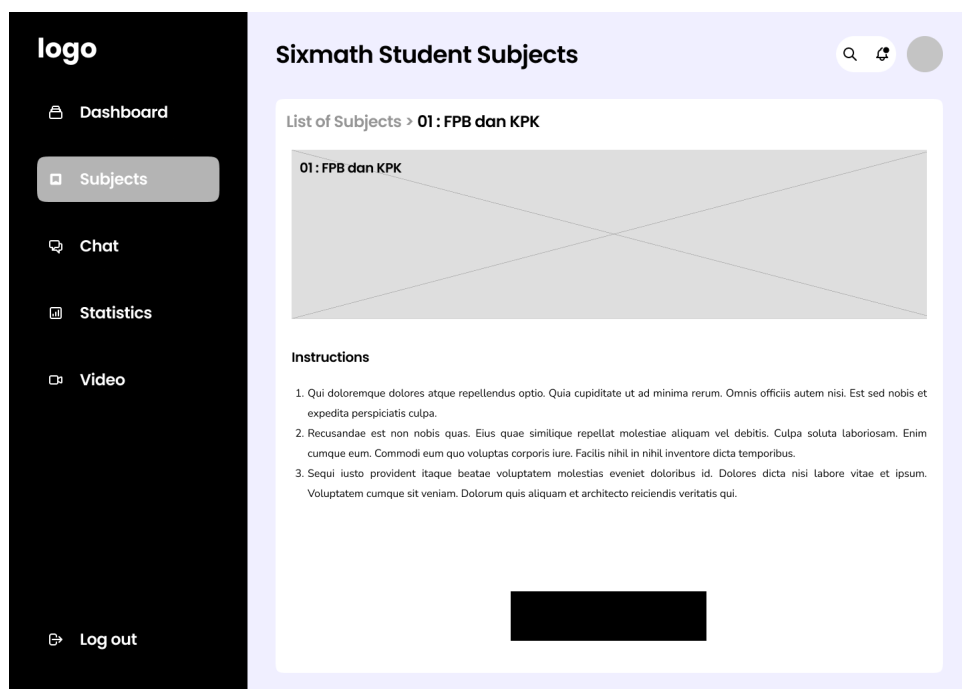 logo
Dashboard
Subjects
Chat
Statistics
Video
Log out
Sixmath Student Subjects
List of Subjects > 01 : FPB dan KPK
01 : FPB dan KPK
Instructions
1. Qui doloremque dolores atque repellendus optio. Quia cupiditate ut ad minima rerum. Omnis officiis autem nisi. Est sed nobis et
expedita perspiciatis culpa.
2. Recusandae est non nobis quas. Eius quae similique repellat molestiae aliquam vel debitis. Culpa soluta laboriosam. Enim
cumque eum. Commodi eum quo voluptas corporis iure. Facilis nihil in nihil inventore dicta temporibus.
3. Sequi iusto provident itaque beatae voluptatem molestias eveniet doloribus id. Dolores dicta nisi labore vitae et ipsum.
Voluptatem cumque sit veniam. Dolorum quis aliquam et architecto reiciendis veritatis qui.